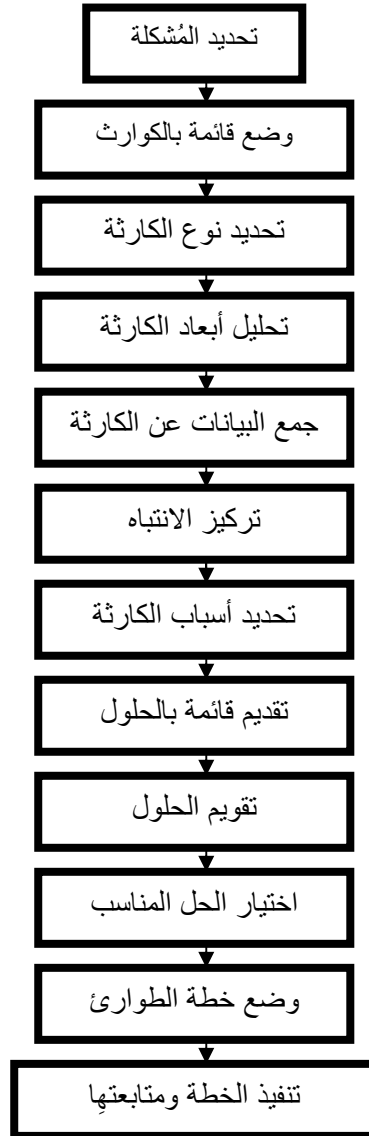 تحديد المُشكلة
وضع قائمة بالكوارث
تحديد نوع الكارثة
تحليل أبعاد الكارثة
جمع البيانات عن الكارثة
تركيز الانتباه
تحديد أسباب الكارثة
تقديم قائمة بالحلول
تقويم الحلول
اختيار الحل المناسب
وضع خطة الطوارئ
تنفيذ الخطة ومتابعتهِا